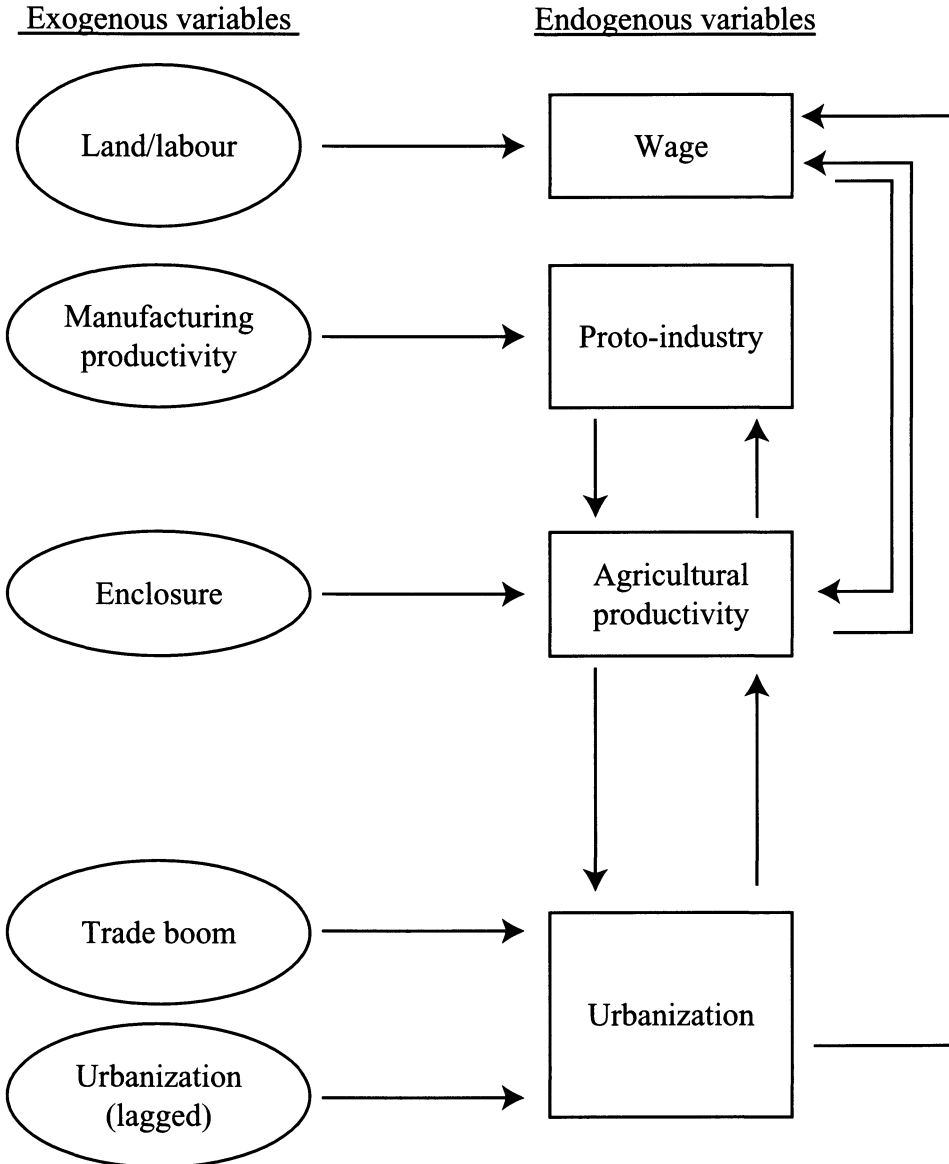 Exogenous variables
Endogenous variables
Land/labour
Wage
Manufacturing
productivity
Proto-industry
Enclosure
Agricultural
productivity
Trade boom
Urbanization
Urbanization
(lagged)